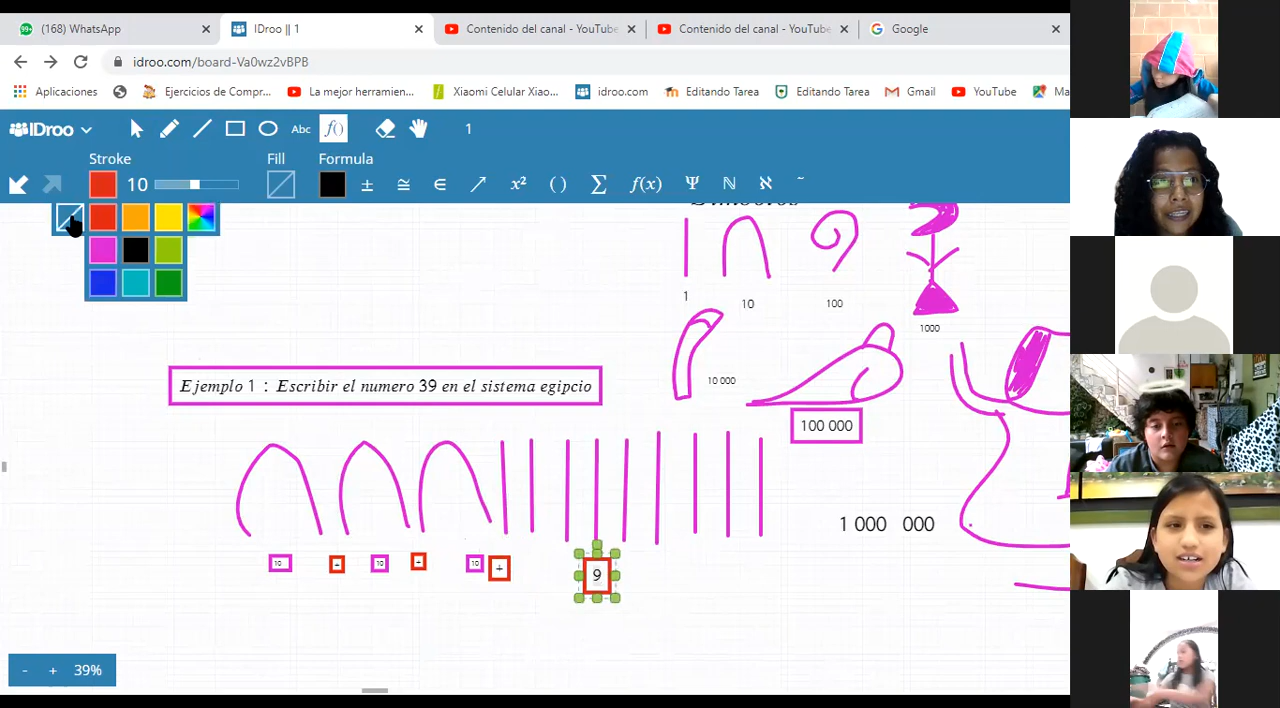 99+ (168) WhatsApp
IDroo || 1
Contenido del canal - YouTube
Contenido del canal - YouTube
Google
idroo.com/board-Va0wz2vBPB
Aplicaciones
Ejercicios de Compr...
La mejor herramien...
Xiaomi Celular Xiao...
idroo.com
Editando Tarea
Editando Tarea
Gmail
YouTube
Ma
IDroo
Abc
f()
1
Stroke
Fill
Formula
10
± ≅ ∈ ↗ x² ( ) ∑ f(x) Ψ ℕ ℵ ~
1
10
100
1000
10 000
Ejemplo 1 : Escribir el numero 39 en el sistema egipcio
100 000
1 000 000
10 + 10 + 10 + 9
- + 39%